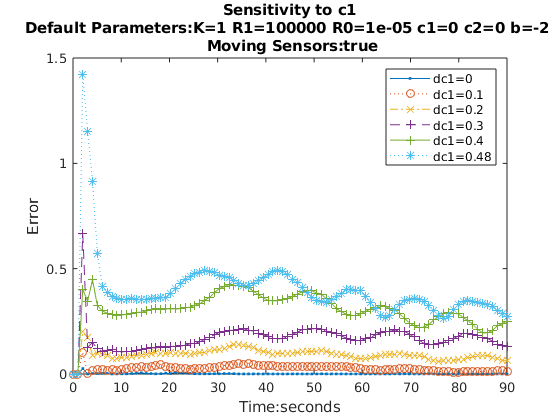 Sensitivity to c1
Default Parameters:K=1 R1=100000 R0=1e-05 c1=0 c2=0 b=-2
Moving Sensors:true
1.5
1
0.5
0
Error
dc1=0
dc1=0.1
dc1=0.2
dc1=0.3
dc1=0.4
dc1=0.48
0 10 20 30 40 50 60 70 80 90
Time:seconds